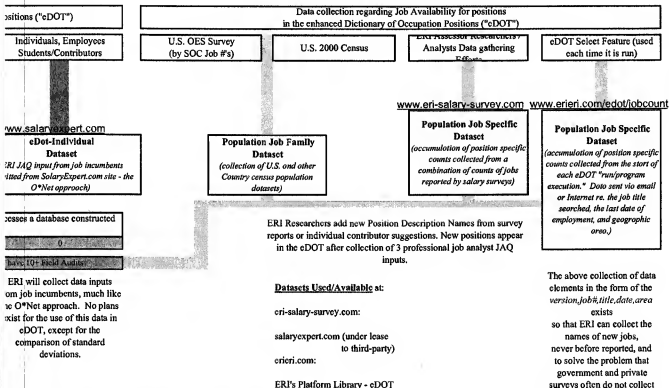 ositions ("eDOT")
Data collection regarding Job Availability for positions
in the enhanced Dictionary of Occupation Positions ("eDOT")
Individuals, Employees
Students/Contributors
U.S. OES Survey
(by SOC Job #'s)
U.S. 2000 Census
ERI Assessor Researchers /
Analysts Data gathering
Efforts
eDOT Select Feature (used
each time it is run)
www.eri-salary-survey.com
www.erieri.com/edot/jobcount
www.salaryexpert.com
eDot-Individual
Dataset
ERI JAQ input from job incumbents
itted from SalaryExpert.com site - the
O*Net approach)
Population Job Family
Dataset
(collection of U.S. and other
Country census population
datasets)
Population Job Specific
Dataset
(accumulation of position specific
counts collected from a
combination of counts of jobs
reported by salary surveys)
Population Job Specific
Dataset
(accumulation of position specific
counts collected from the start of
each eDOT "run/program
execution." Data sent via email
or Internet re. the job title
searched, the last date of
employment, and geographic
area.)
cesses a database constructed
0
have 10+ Field Audits
ERI will collect data inputs
om job incumbents, much like
he O*Net approach. No plans
exist for the use of this data in
eDOT, except for the
comparison of standard
deviations.
ERI Researchers add new Position Description Names from survey
reports or individual contributor suggestions. New positions appear
in the eDOT after collection of 3 professional job analyst JAQ
inputs.
Datasets Used/Available at:
eri-salary-survey.com:
salaryexpert.com (under lease
to third-party)
erieri.com:
ERI's Platform Library - eDOT
The above collection of data
elements in the form of the
version,job#,title,date,area
exists
so that ERI can collect the
names of new jobs,
never before reported, and
to solve the problem that
government and private
surveys often do not collect